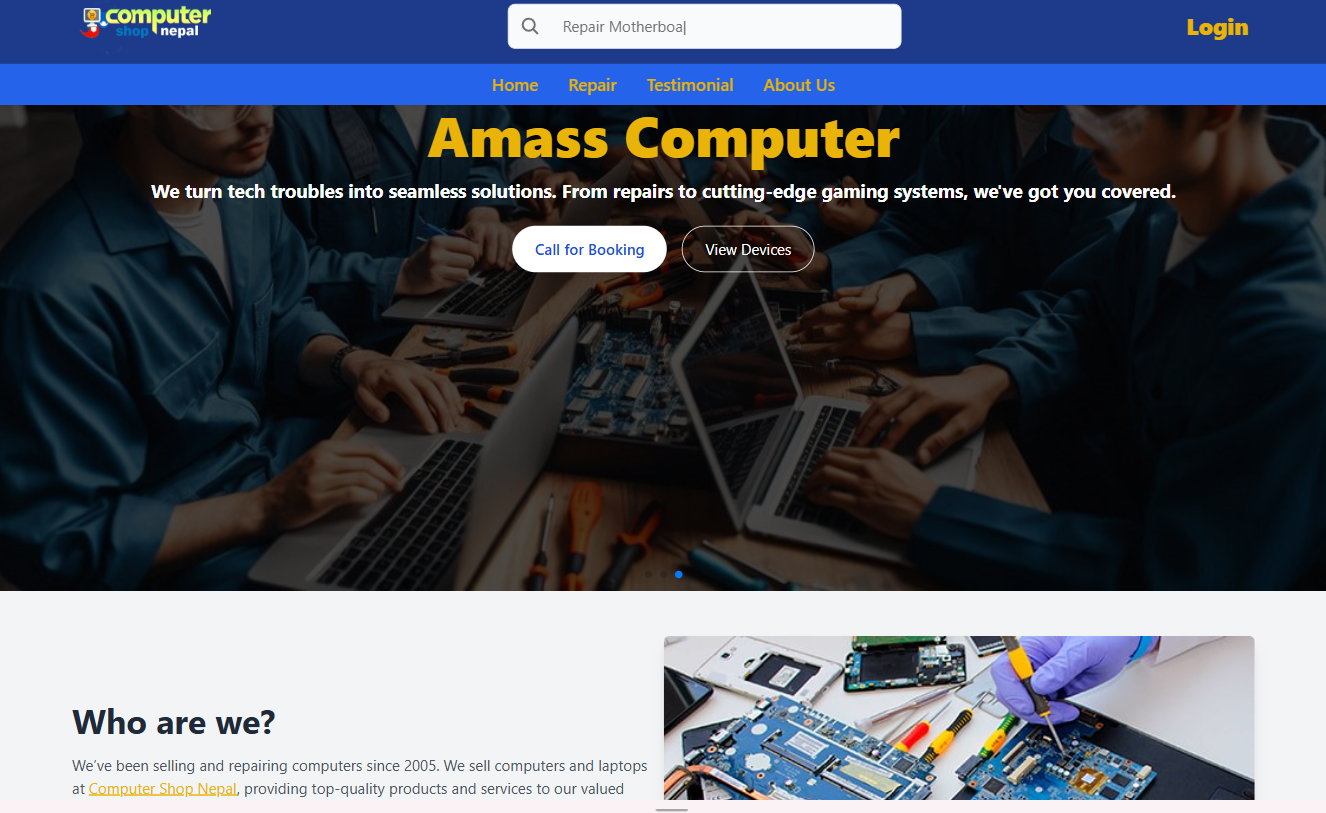 computer
shop nepal
Repair Motherboa|
Login
Home Repair Testimonial About Us
Amass Computer
We turn tech troubles into seamless solutions. From repairs to cutting-edge gaming systems, we've got you covered.
Call for Booking View Devices
Who are we?
We’ve been selling and repairing computers since 2005. We sell computers and laptops
at Computer Shop Nepal, providing top-quality products and services to our valued